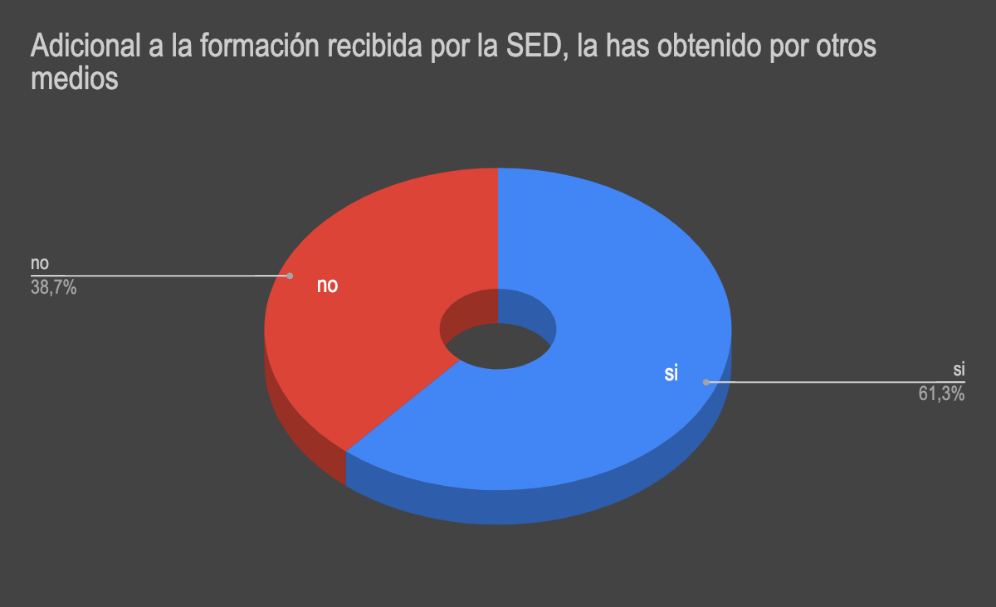 Adicional a la formación recibida por la SED, la has obtenido por otros
medios
no
38,7%
no
si
si
61,3%